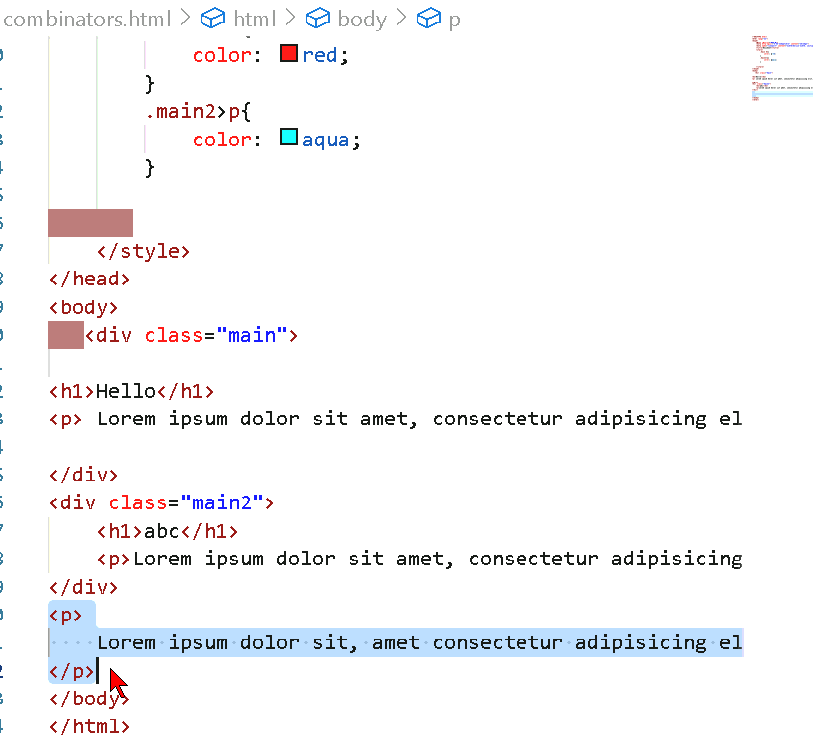 combinators.html > html > body > p
color: red;
}
.main2>p{
color: aqua;
}
</style>
</head>
<body>
<div class="main">
<h1>Hello</h1>
<p> Lorem ipsum dolor sit amet, consectetur adipisicing el
</div>
<div class="main2">
<h1>abc</h1>
<p>Lorem ipsum dolor sit amet, consectetur adipisicing
</div>
<p>
Lorem ipsum dolor sit, amet consectetur adipisicing el
</p>
</body>
</html>